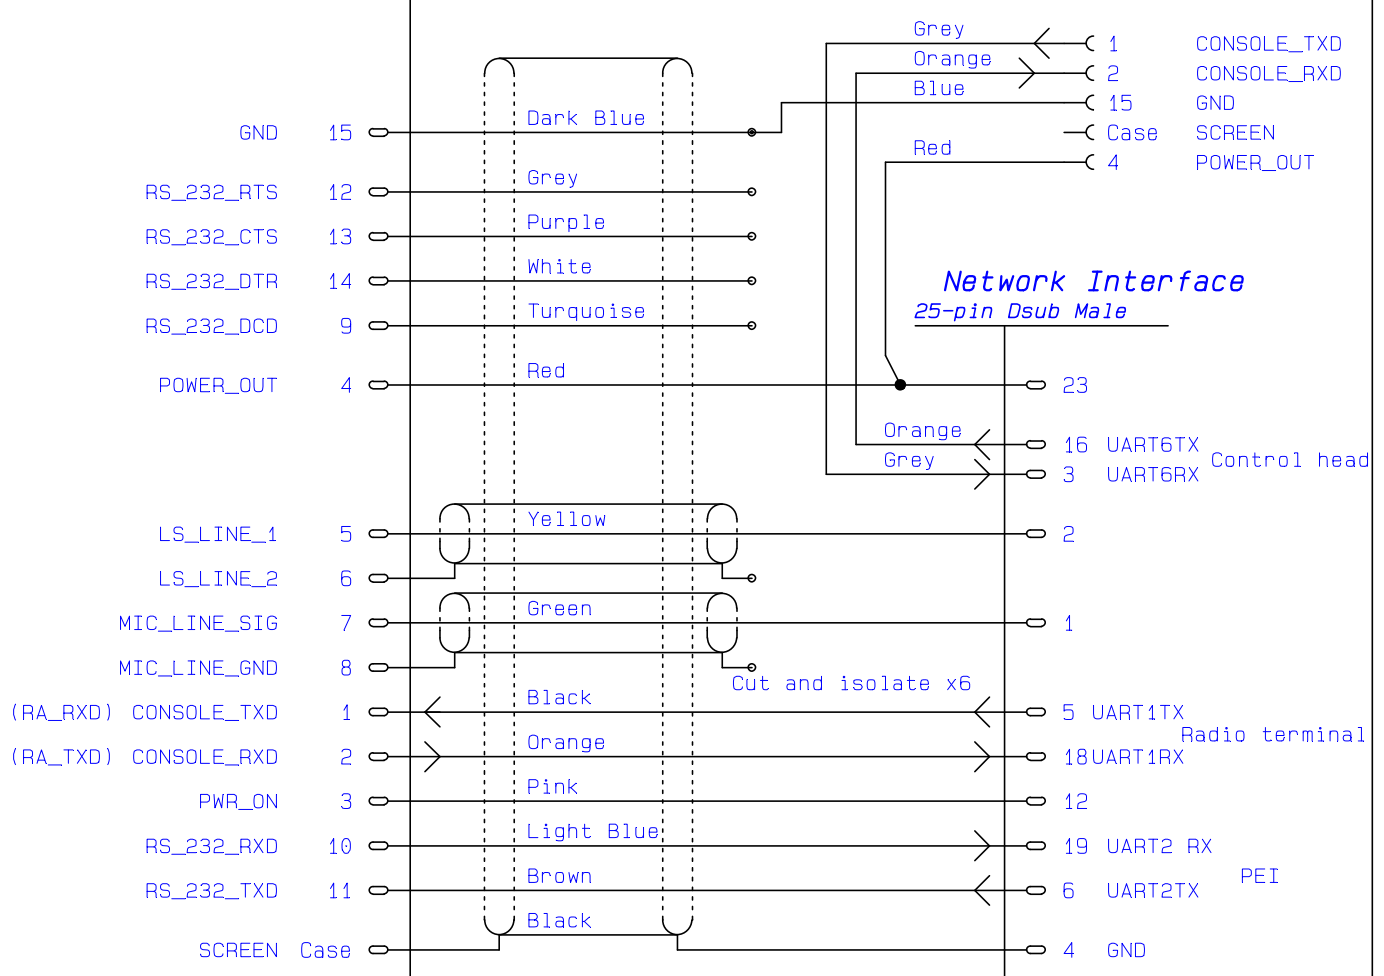 Grey 1 CONSOLE_TXD
Orange 2 CONSOLE_RXD
Blue 15 GND
GND 15 Dark Blue Case SCREEN
Red 4 POWER_OUT
RS_232_RTS 12 Grey
RS_232_CTS 13 Purple
RS_232_DTR 14 White
Network Interface
25-pin Dsub Male
RS_232_DCD 9 Turquoise
POWER_OUT 4 Red 23
Orange 16 UART6TX
Control head
Grey 3 UART6RX
LS_LINE_1 5 Yellow 2
LS_LINE_2 6
MIC_LINE_SIG 7 Green 1
MIC_LINE_GND 8
Cut and isolate x6
(RA_RXD) CONSOLE_TXD 1 Black 5 UART1TX
Radio terminal
(RA_TXD) CONSOLE_RXD 2 Orange 18 UART1RX
PWR_ON 3 Pink 12
RS_232_RXD 10 Light Blue 19 UART2 RX
PEI
RS_232_TXD 11 Brown 6 UART2TX
SCREEN Case Black 4 GND